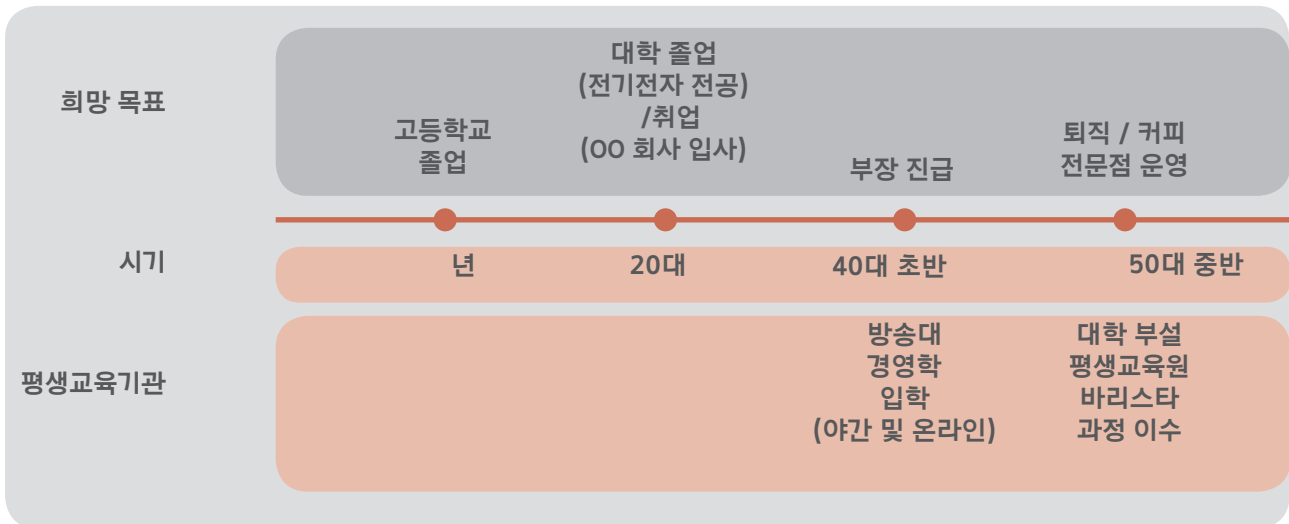 희망 목표
고등학교
졸업
대학 졸업
(전기전자 전공)
/취업
(OO 회사 입사)
부장 진급
퇴직 / 커피
전문점 운영
시기
년
20대
40대 초반
50대 중반
평생교육기관
방송대
경영학
입학
(야간 및 온라인)
대학 부설
평생교육원
바리스타
과정 이수